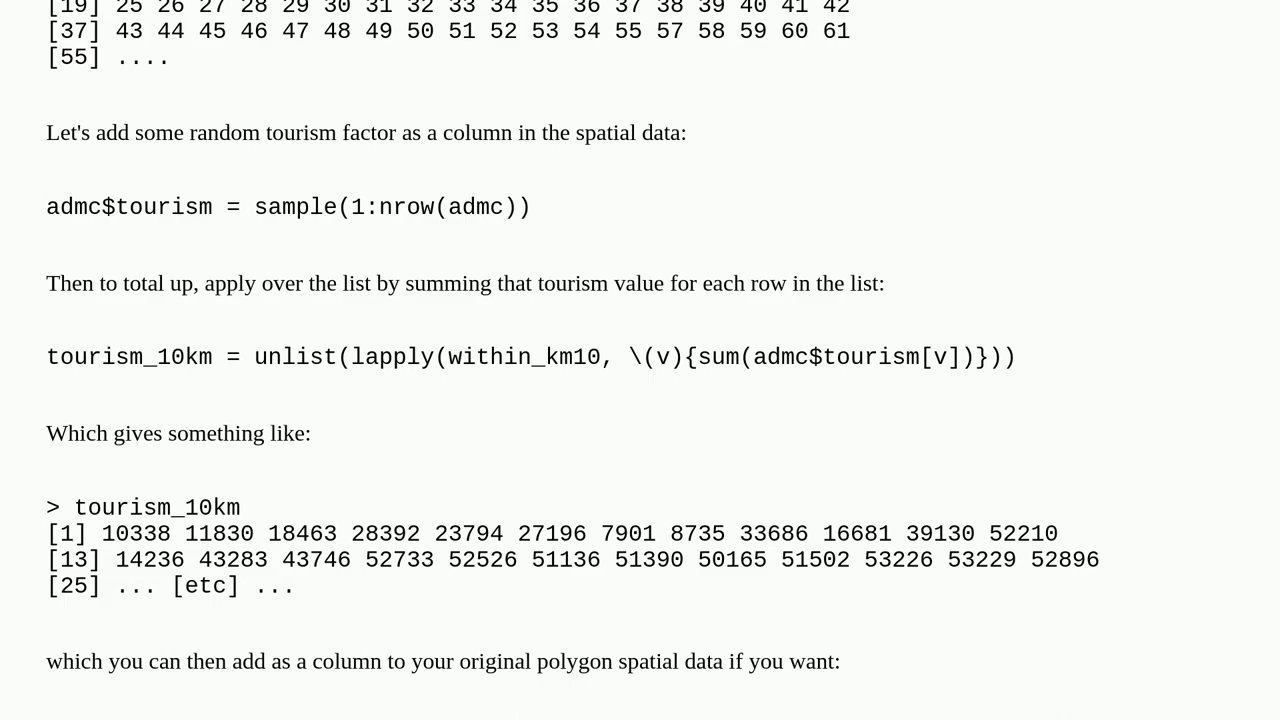 [19] 25 26 27 28 29 30 31 32 33 34 35 36 37 38 39 40 41 42
[37] 43 44 45 46 47 48 49 50 51 52 53 54 55 57 58 59 60 61
[55] ....
Let's add some random tourism factor as a column in the spatial data:
admc$tourism = sample(1:nrow(admc))
Then to total up, apply over the list by summing that tourism value for each row in the list:
tourism_10km = unlist(lapply(within_km10, \(v){sum(admc$tourism[v])}))
Which gives something like:
> tourism_10km
[1] 10338 11830 18463 28392 23794 27196 7901 8735 33686 16681 39130 52210
[13] 14236 43283 43746 52733 52526 51136 51390 50165 51502 53226 53229 52896
[25] ... [etc] ...
which you can then add as a column to your original polygon spatial data if you want: